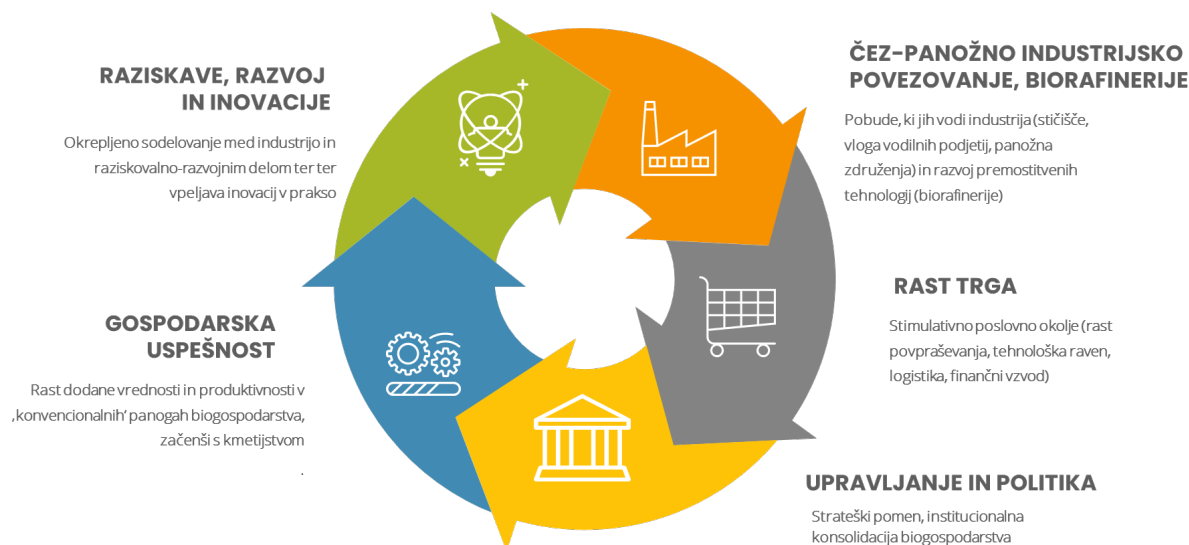 RAZISKAVE, RAZVOJ
IN INOVACIJE
Okrepljeno sodelovanje med industrijo in
raziskovalno-razvojnim delom ter ter
vpeljava inovacij v prakso
ČEZ-PANOŽNO INDUSTRIJSKO
POVEZOVANJE, BIORAFINERIJE
Pobude, ki jih vodi industrija (stičišče,
vloga vodilnih podjetij, panožna
združenja) in razvoj premostitvenih
tehnologij (biorafinerije)
RAST TRGA
Stimulativno poslovno okolje (rast
povpraševanja, tehnološka raven,
logistika, finančni vzvod)
GOSPODARSKA
USPEŠNOST
Rast dodane vrednosti in produktivnosti v
‚konvencionalnih‘ panogah biogospodarstva,
začenši s kmetijstvom
.
UPRAVLJANJE IN POLITIKA
Strateški pomen, institucionalna
konsolidacija biogospodarstva